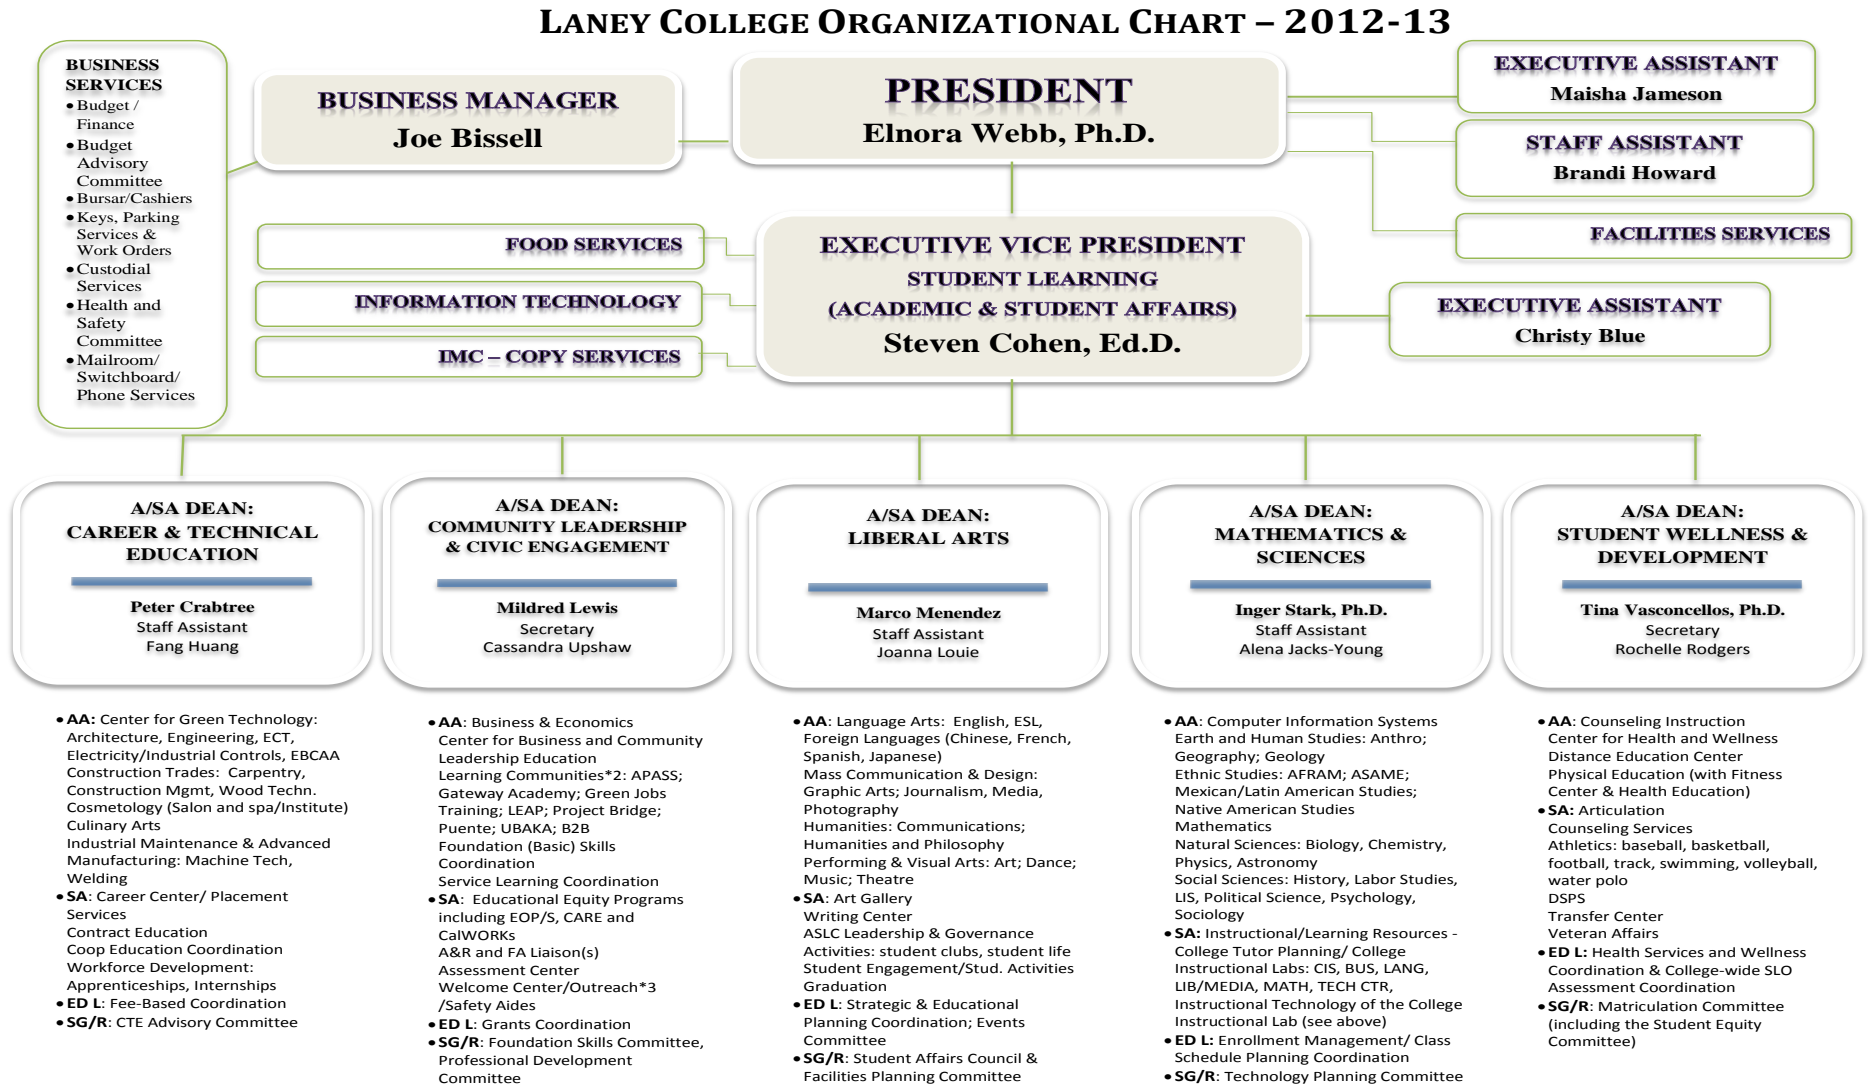 LANEY COLLEGE ORGANIZATIONAL CHART – 2012-13
BUSINESS
SERVICES
• Budget /
Finance
• Budget
Advisory
Committee
• Bursar/Cashiers
• Keys, Parking
Services &
Work Orders
• Custodial
Services
• Health and
Safety
Committee
• Mailroom/
Switchboard/
Phone Services
BUSINESS MANAGER
Joe Bissell
PRESIDENT
Elnora Webb, Ph.D.
EXECUTIVE ASSISTANT
Maisha Jameson
STAFF ASSISTANT
Brandi Howard
FACILITIES SERVICES
FOOD SERVICES
INFORMATION TECHNOLOGY
IMC – COPY SERVICES
EXECUTIVE VICE PRESIDENT
STUDENT LEARNING
(ACADEMIC & STUDENT AFFAIRS)
Steven Cohen, Ed.D.
EXECUTIVE ASSISTANT
Christy Blue
A/SA DEAN:
CAREER & TECHNICAL
EDUCATION
Peter Crabtree
Staff Assistant
Fang Huang
A/SA DEAN:
COMMUNITY LEADERSHIP
& CIVIC ENGAGEMENT
Mildred Lewis
Secretary
Cassandra Upshaw
A/SA DEAN:
LIBERAL ARTS
Marco Menendez
Staff Assistant
Joanna Louie
A/SA DEAN:
MATHEMATICS &
SCIENCES
Inger Stark, Ph.D.
Staff Assistant
Alena Jacks-Young
A/SA DEAN:
STUDENT WELLNESS &
DEVELOPMENT
Tina Vasconcellos, Ph.D.
Secretary
Rochelle Rodgers
• AA: Center for Green Technology:
Architecture, Engineering, ECT,
Electricity/Industrial Controls, EBCAA
Construction Trades: Carpentry,
Construction Mgmt, Wood Techn.
Cosmetology (Salon and spa/Institute)
Culinary Arts
Industrial Maintenance & Advanced
Manufacturing: Machine Tech,
Welding
• SA: Career Center/ Placement
Services
Contract Education
Coop Education Coordination
Workforce Development:
Apprenticeships, Internships
• ED L: Fee-Based Coordination
• SG/R: CTE Advisory Committee
• AA: Business & Economics
Center for Business and Community
Leadership Education
Learning Communities*2: APASS;
Gateway Academy; Green Jobs
Training; LEAP; Project Bridge;
Puente; UBAKA; B2B
Foundation (Basic) Skills
Coordination
Service Learning Coordination
• SA: Educational Equity Programs
including EOP/S, CARE and
CalWORKs
A&R and FA Liaison(s)
Assessment Center
Welcome Center/Outreach*3
/Safety Aides
• ED L: Grants Coordination
• SG/R: Foundation Skills Committee,
Professional Development
Committee
• AA: Language Arts: English, ESL,
Foreign Languages (Chinese, French,
Spanish, Japanese)
Mass Communication & Design:
Graphic Arts; Journalism, Media,
Photography
Humanities: Communications;
Humanities and Philosophy
Performing & Visual Arts: Art; Dance;
Music; Theatre
• SA: Art Gallery
Writing Center
ASLC Leadership & Governance
Activities: student clubs, student life
Student Engagement/Stud. Activities
Graduation
• ED L: Strategic & Educational
Planning Coordination; Events
Committee
• SG/R: Student Affairs Council &
Facilities Planning Committee
• AA: Computer Information Systems
Earth and Human Studies: Anthro;
Geography; Geology
Ethnic Studies: AFRAM; ASAME;
Mexican/Latin American Studies;
Native American Studies
Mathematics
Natural Sciences: Biology, Chemistry,
Physics, Astronomy
Social Sciences: History, Labor Studies,
LIS, Political Science, Psychology,
Sociology
• SA: Instructional/Learning Resources -
College Tutor Planning/ College
Instructional Labs: CIS, BUS, LANG,
LIB/MEDIA, MATH, TECH CTR,
Instructional Technology of the College
Instructional Lab (see above)
• ED L: Enrollment Management/ Class
Schedule Planning Coordination
• SG/R: Technology Planning Committee
• AA: Counseling Instruction
Center for Health and Wellness
Distance Education Center
Physical Education (with Fitness
Center & Health Education)
• SA: Articulation
Counseling Services
Athletics: baseball, basketball,
football, track, swimming, volleyball,
water polo
DSPS
Transfer Center
Veteran Affairs
• ED L: Health Services and Wellness
Coordination & College-wide SLO
Assessment Coordination
• SG/R: Matriculation Committee
(including the Student Equity
Committee)